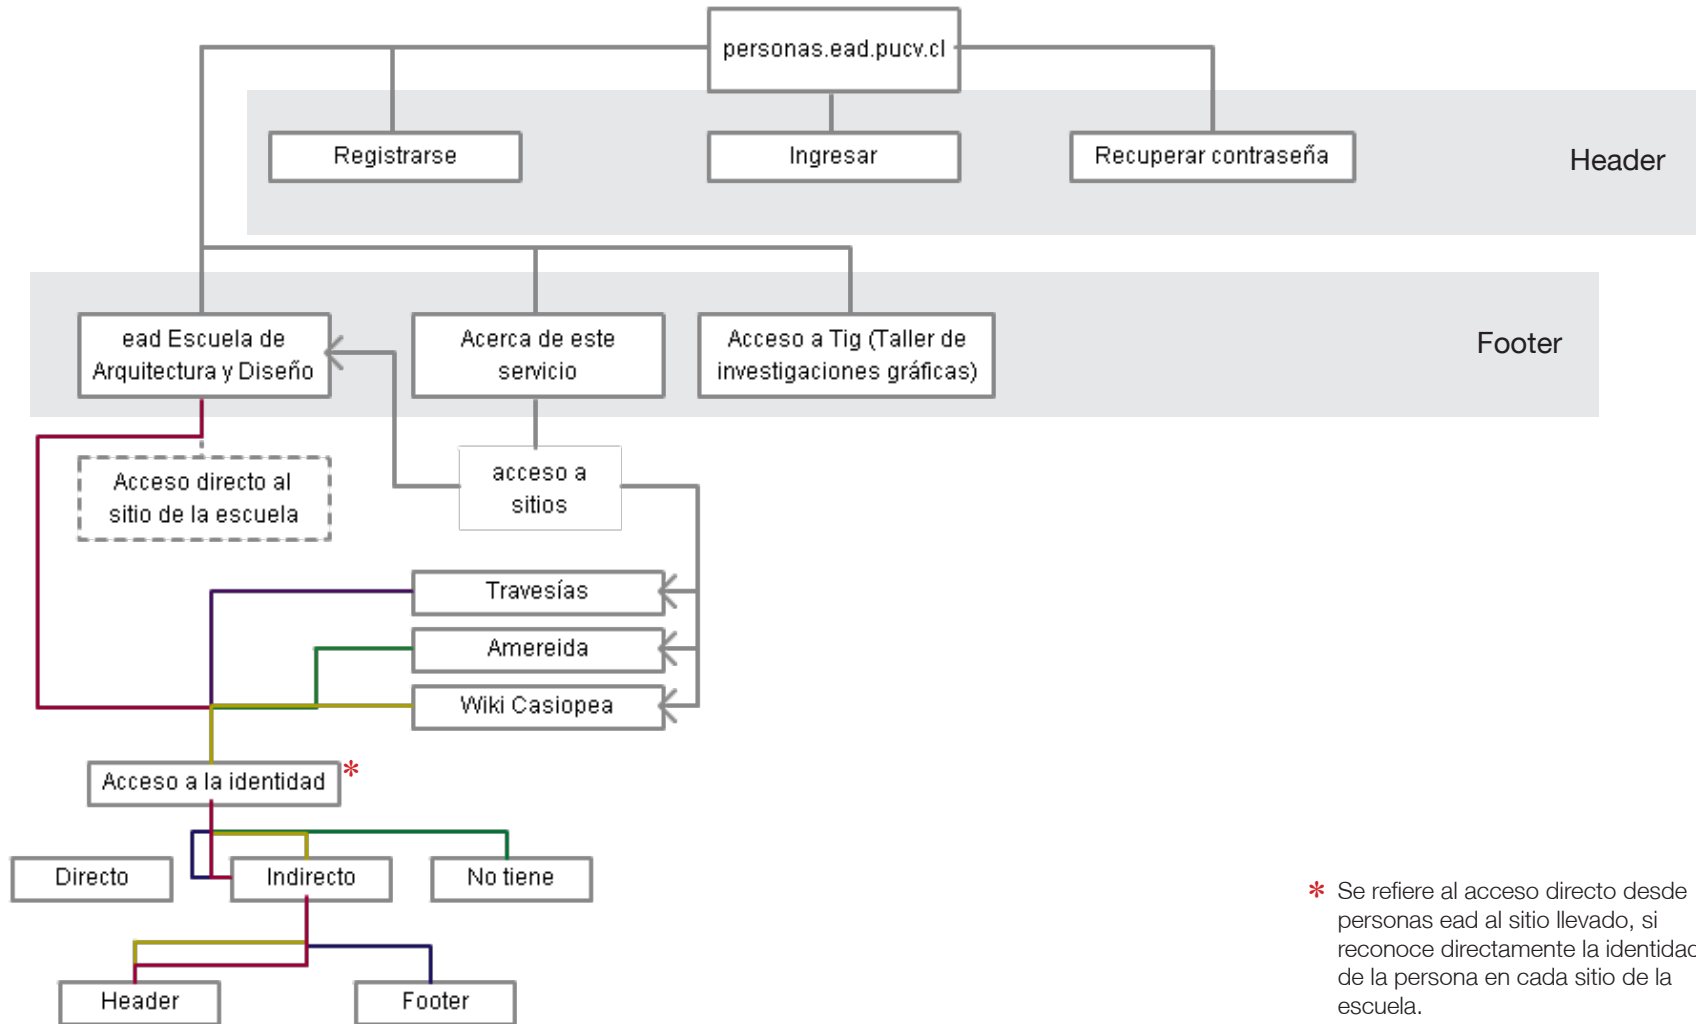 personas.ead.pucv.cl
Registrarse
Ingresar
Recuperar contraseña
Header
ead Escuela de
Arquitectura y Diseño
Acerca de este
servicio
Acceso a Tig (Taller de
investigaciones gráficas)
Footer
Acceso directo al
sitio de la escuela
acceso a
sitios
Travesías
Amereida
Wiki Casiopea
Acceso a la identidad *
Directo
Indirecto
No tiene
Header
Footer
* Se refiere al acceso directo desde
personas ead al sitio llevado, si
reconoce directamente la identidad
de la persona en cada sitio de la
escuela.